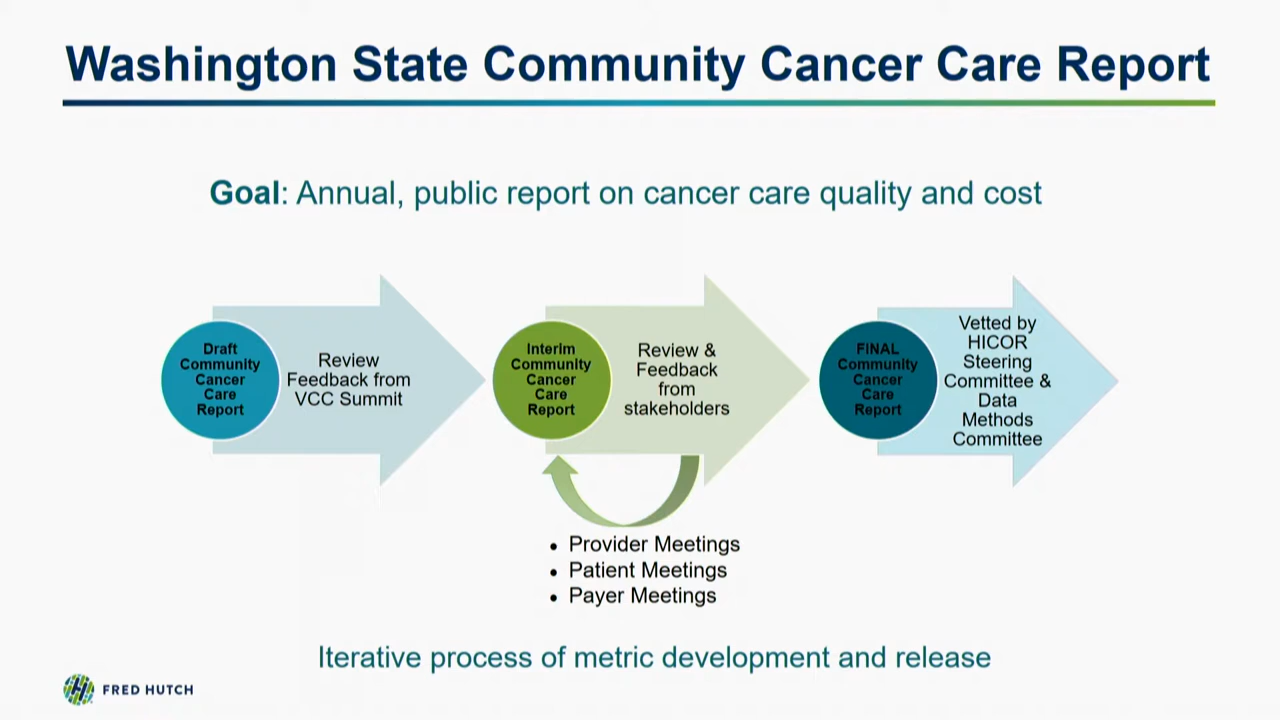 Washington State Community Cancer Care Report
Goal: Annual, public report on cancer care quality and cost
Draft
Community
Cancer
Care
Report
Review
Feedback from
VCC Summit
Interim
Community
Cancer
Care
Report
Review &
Feedback
from
stakeholders
FINAL
Community
Cancer
Care
Report
Vetted by
HICOR
Steering
Committee &
Data
Methods
Committee
• Provider Meetings
• Patient Meetings
• Payer Meetings
Iterative process of metric development and release
FRED HUTCH